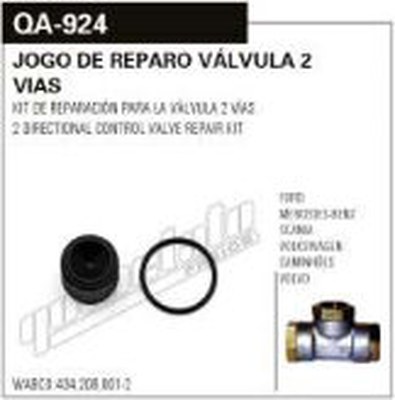 QA-924
JOGO DE REPARO VÁLVULA 2
VIAS
KIT DE REPARACIÓN PARA LA VÁLVULA 2 VÍAS
2 DIRECTIONAL CONTROL VALVE REPAIR KIT
FORD
MERCEDES-BENZ
SCANIA
VOLKSWAGEN
CAMINHÕES
VOLVO
WABCO 434.208.001-2